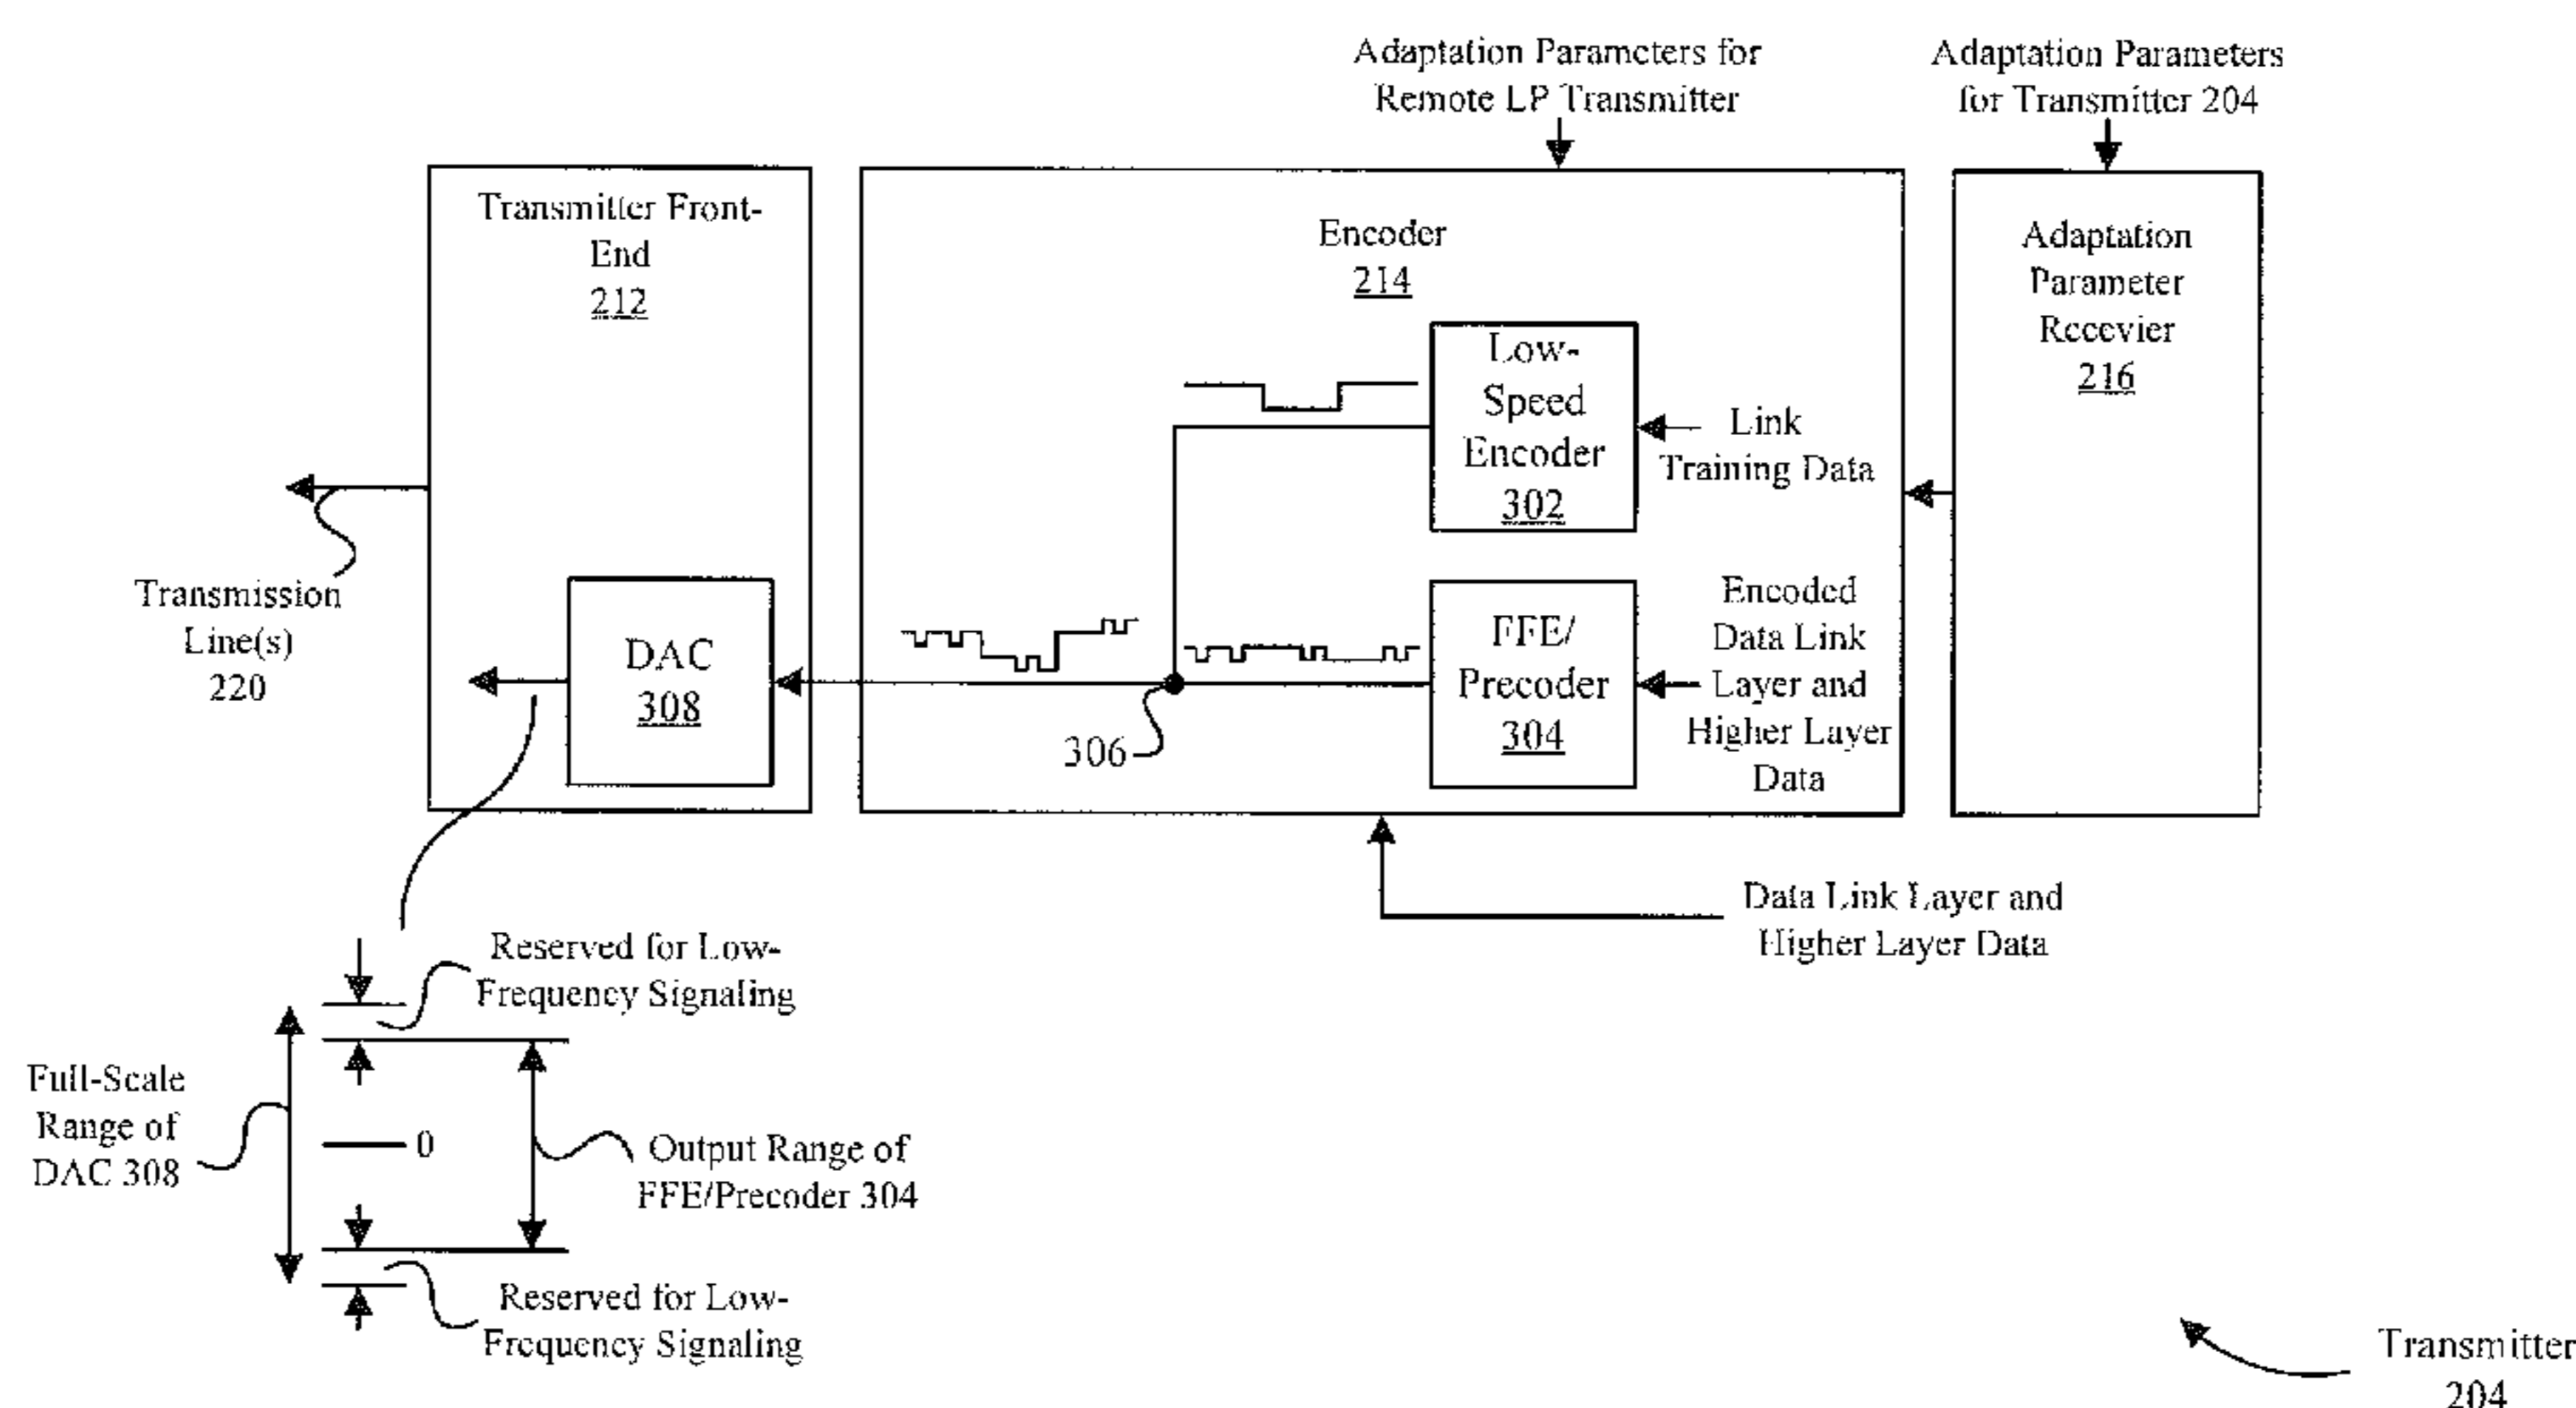 Adaptation Parameters for
Remote LP Transmitter
Adaptation Parameters
for Transmitter 204
Transmitter Front-
End
212
Encoder
214
Adaptation
Parameter
Recevier
216
Low-
Speed
Encoder
302
Link
Training Data
Transmission
Line(s)
220
DAC
308
306
FFE/
Precoder
304
Encoded
Data Link
Layer and
Higher Layer
Data
Data Link Layer and
Higher Layer Data
Reserved for Low-
Frequency Signaling
Full-Scale
Range of
DAC 308
0
Output Range of
FFE/Precoder 304
Reserved for Low-
Frequency Signaling
Transmitter
204